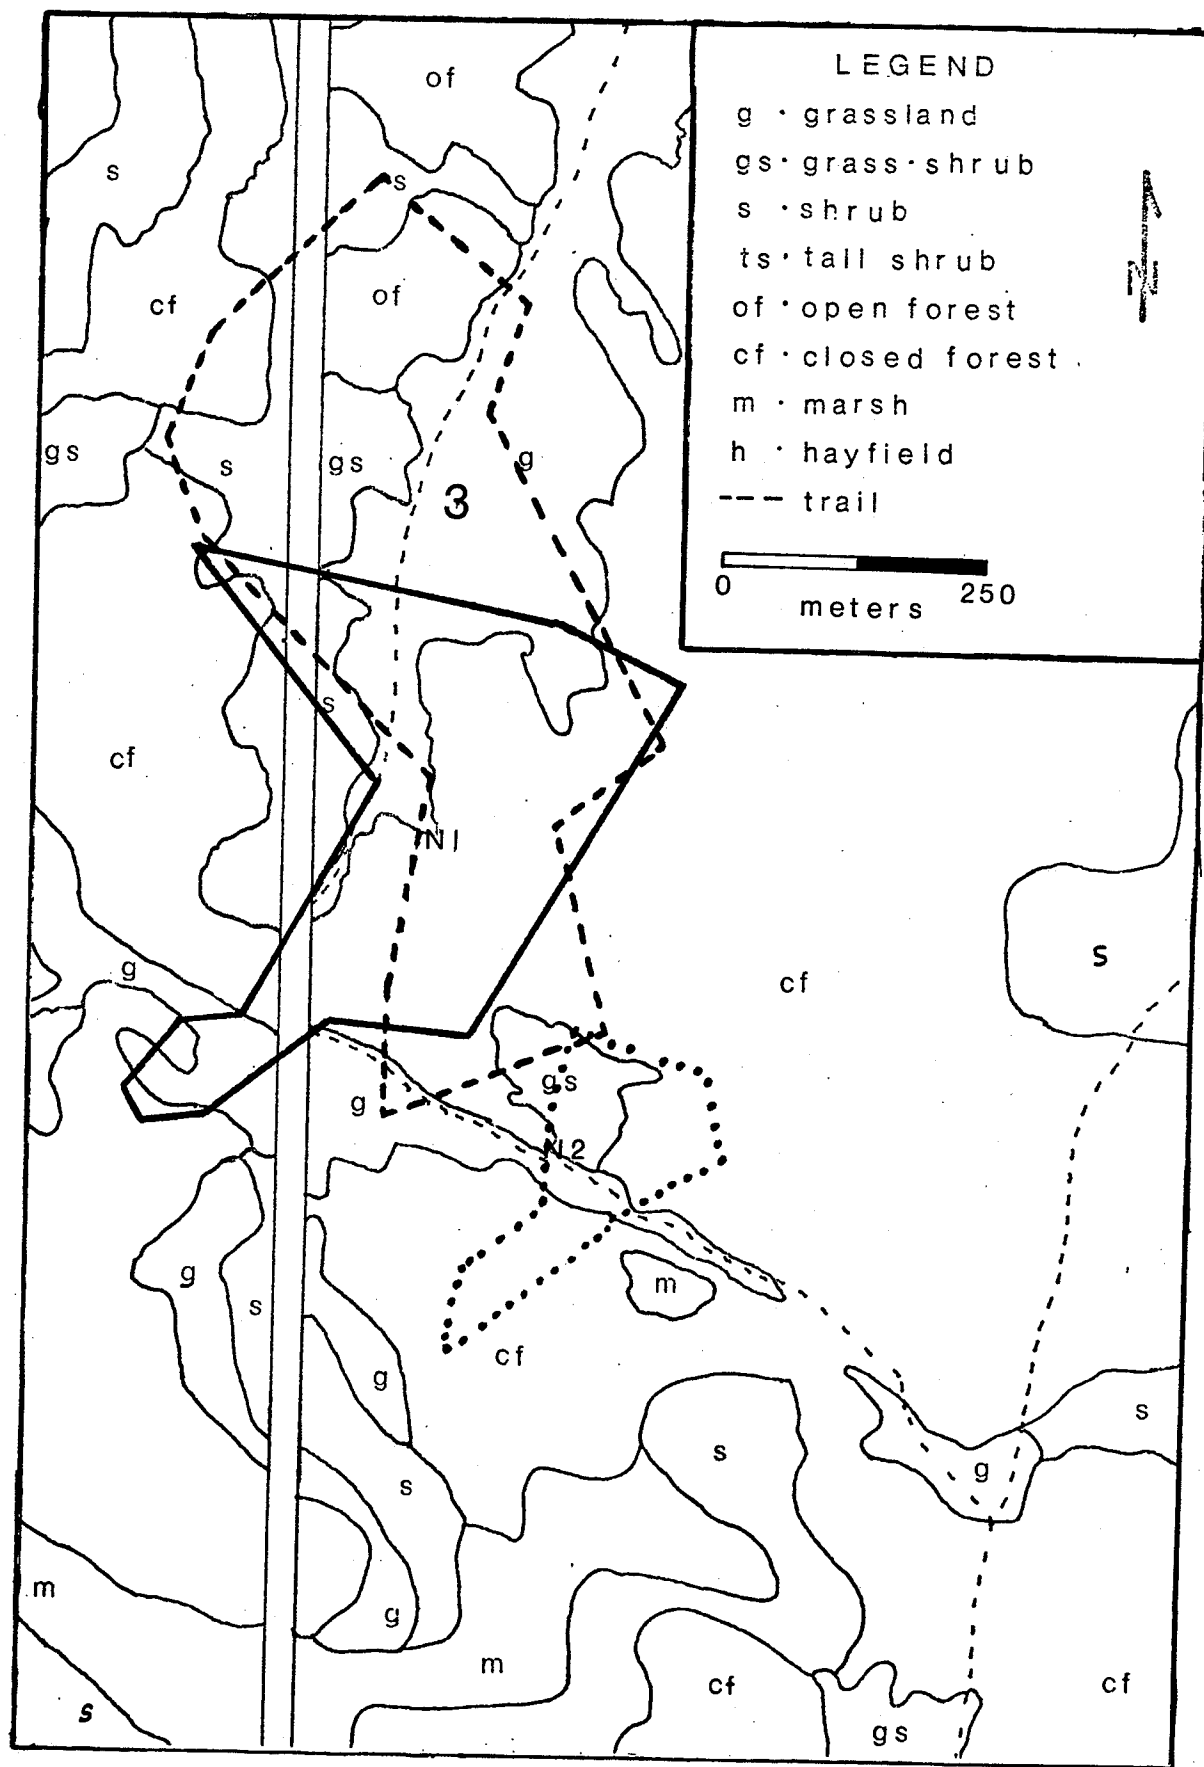 LEGEND
g · grassland
gs · grass · shrub
s · shrub
ts · tall shrub
of · open forest
cf · closed forest
m · marsh
h · hayfield
--- trail
0 250
meters
N
of
s
s
cf
of
gs
s
gs
g
3
s
cf
N1
g
cf
s
gs
g
N2
g
s
m
cf
g
s
s
s
g
m
g
m
cf
cf
s
gs